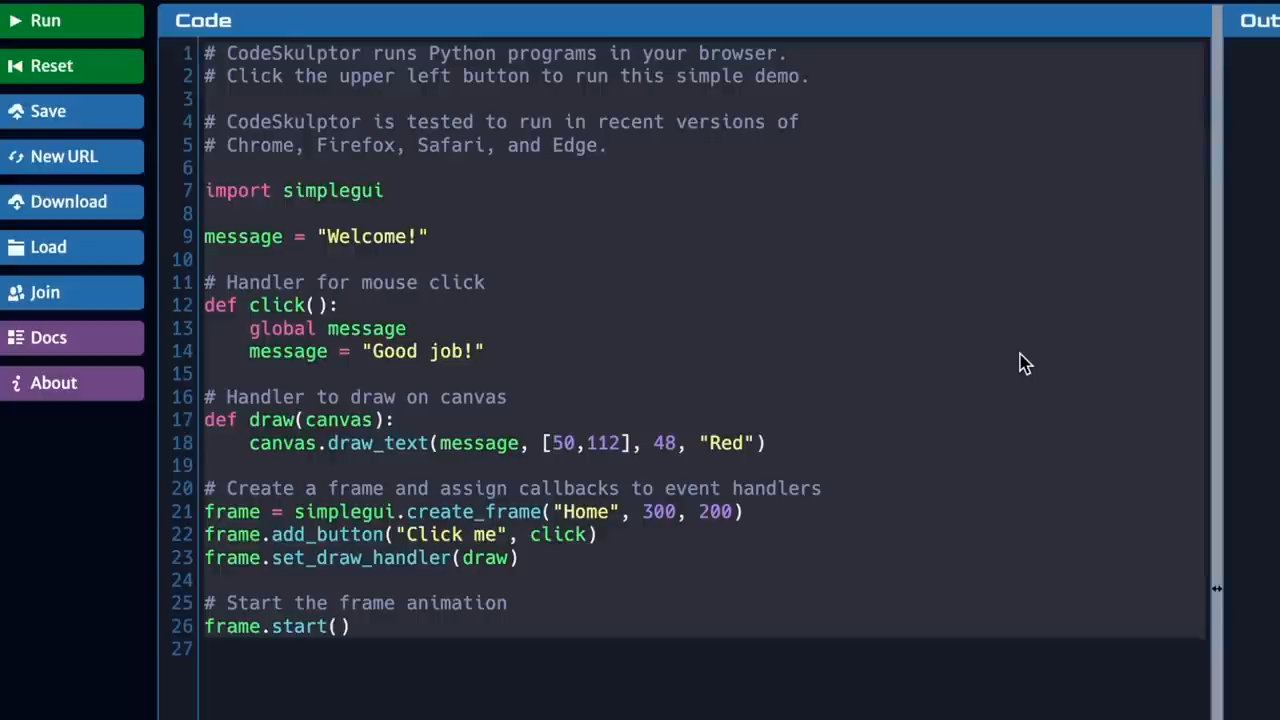 Run
Reset
Save
New URL
Download
Load
Join
Docs
About
Code
1 # CodeSkulptor runs Python programs in your browser.
2 # Click the upper left button to run this simple demo.
3
4 # CodeSkulptor is tested to run in recent versions of
5 # Chrome, Firefox, Safari, and Edge.
6
7 import simplegui
8
9 message = "Welcome!"
10
11 # Handler for mouse click
12 def click():
13     global message
14     message = "Good job!"
15
16 # Handler to draw on canvas
17 def draw(canvas):
18     canvas.draw_text(message, [50,112], 48, "Red")
19
20 # Create a frame and assign callbacks to event handlers
21 frame = simplegui.create_frame("Home", 300, 200)
22 frame.add_button("Click me", click)
23 frame.set_draw_handler(draw)
24
25 # Start the frame animation
26 frame.start()
27
Out